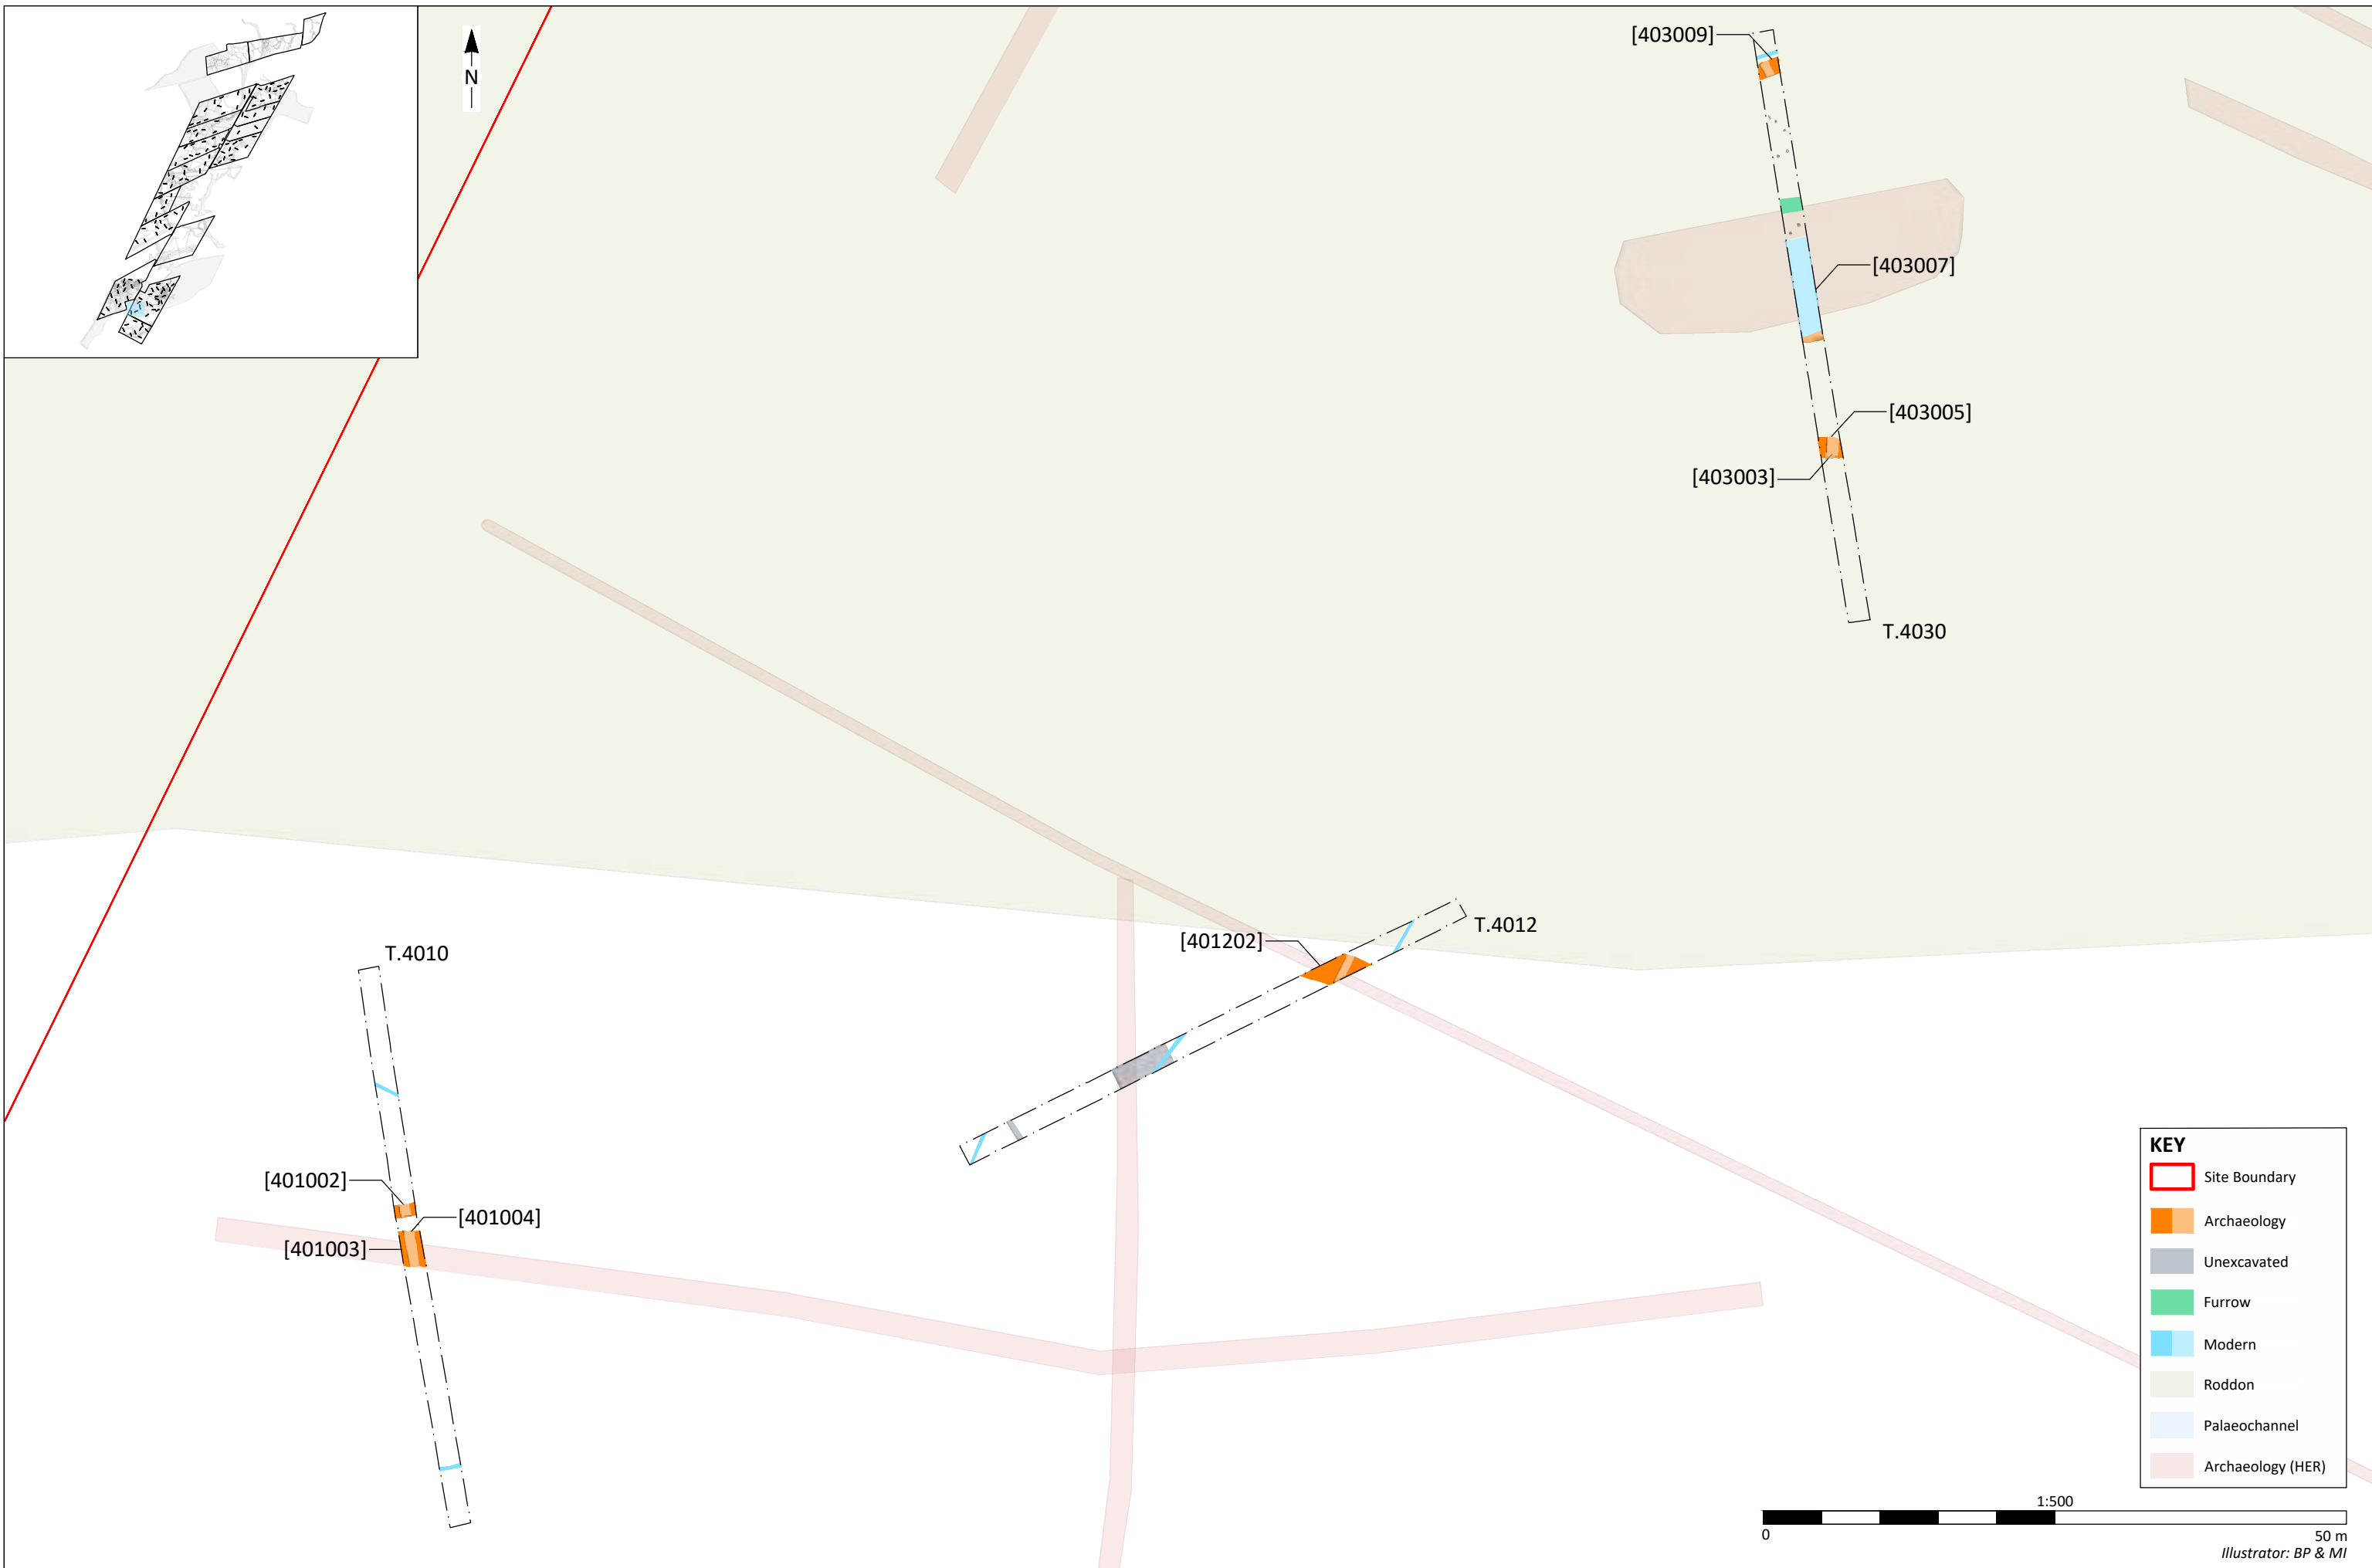 N
[403009]
[403007]
[403005]
[403003]
T.4030
T.4012
[401202]
T.4010
[401002]
[401004]
[401003]
KEY
Site Boundary
Archaeology
Unexcavated
Furrow
Modern
Roddon
Palaeochannel
Archaeology (HER)
1:500
0
50 m
Illustrator: BP & MI